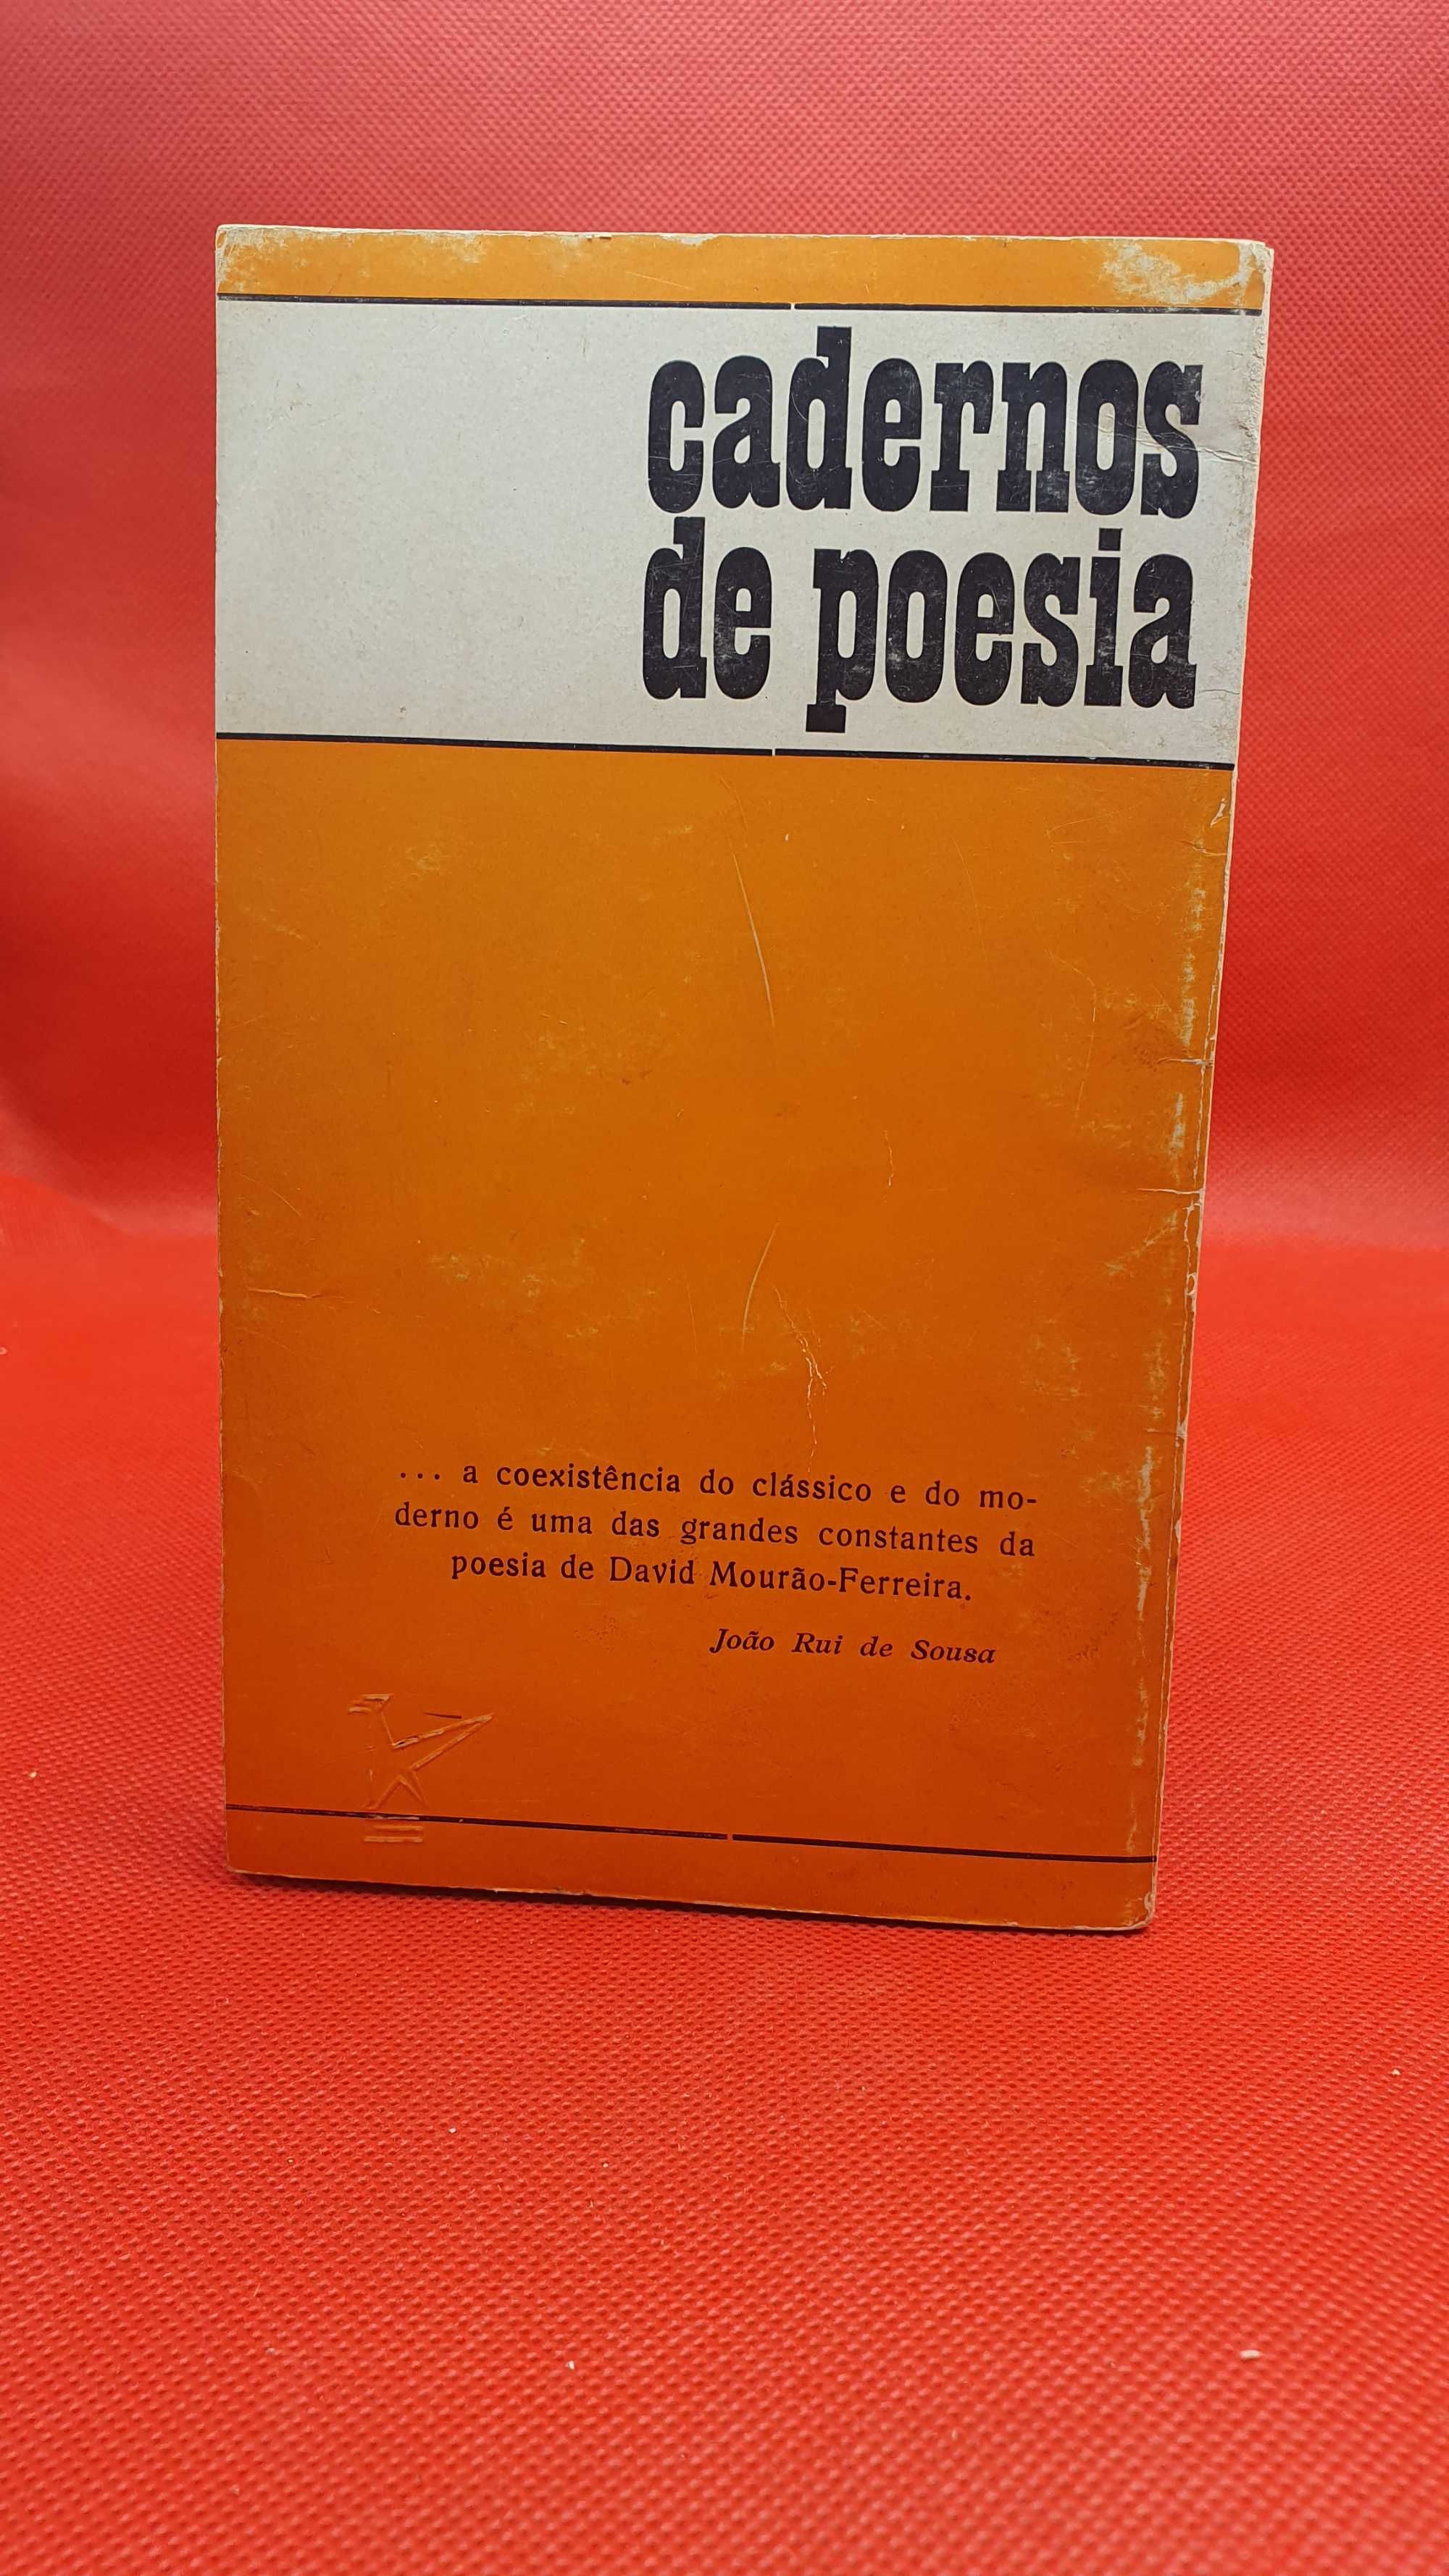 cadernos
de poesia
... a coexistência do clássico e do mo-
derno é uma das grandes constantes da
poesia de David Mourão-Ferreira.
João Rui de Sousa